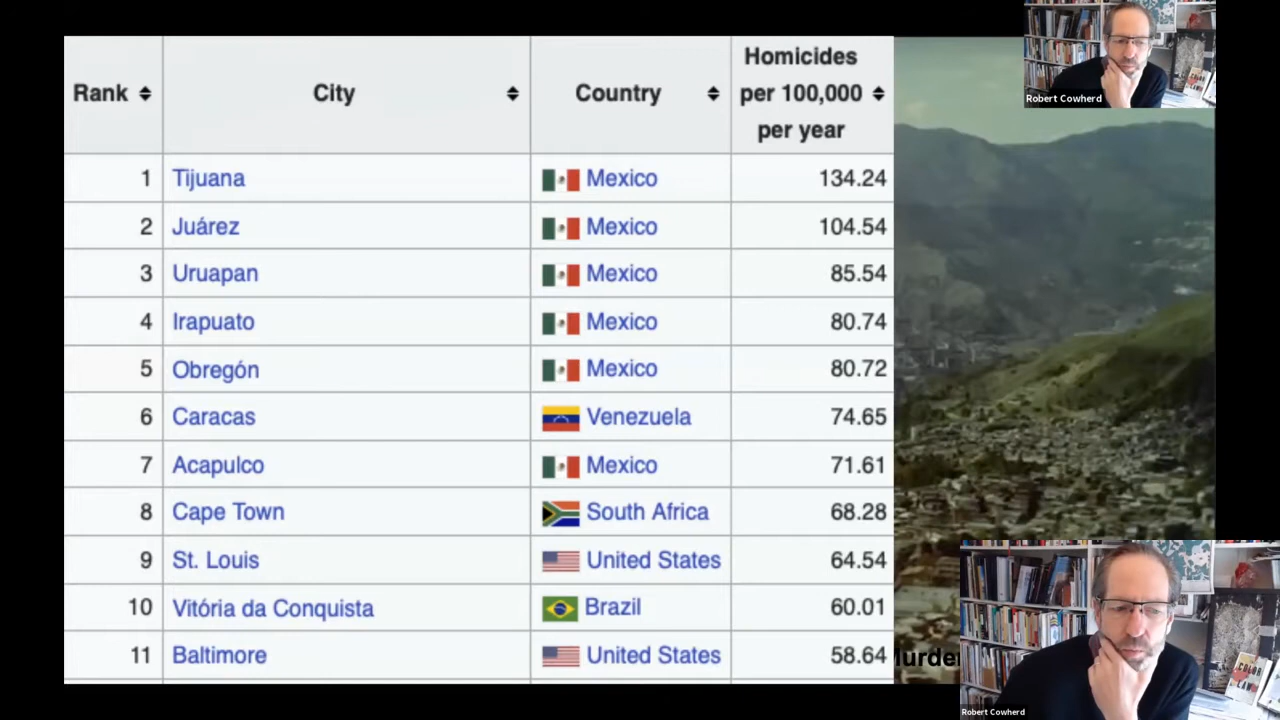 Rank City Country Homicides per 100,000 per year
1 Tijuana Mexico 134.24
2 Juárez Mexico 104.54
3 Uruapan Mexico 85.54
4 Irapuato Mexico 80.74
5 Obregón Mexico 80.72
6 Caracas Venezuela 74.65
7 Acapulco Mexico 71.61
8 Cape Town South Africa 68.28
9 St. Louis United States 64.54
10 Vitória da Conquista Brazil 60.01
11 Baltimore United States 58.64
Robert Cowherd
COLOR
LAW
Robert Cowherd